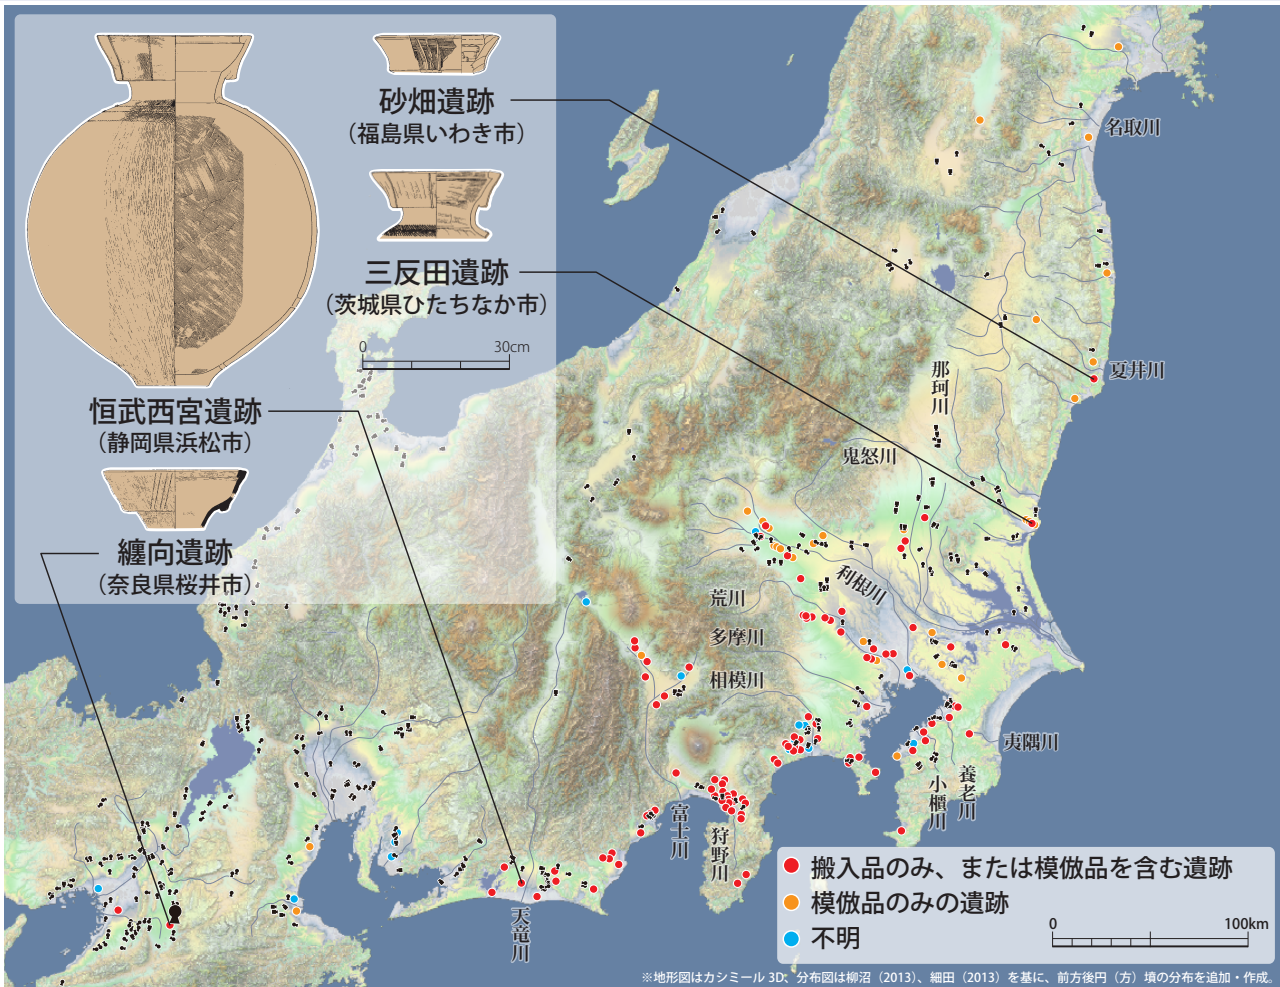 砂畑遺跡
（福島県いわき市）
三反田遺跡
（茨城県ひたちなか市）
0 30cm
恒武西宮遺跡
（静岡県浜松市）
纏向遺跡
（奈良県桜井市）
名取川
夏井川
那珂川
鬼怒川
利根川
荒川
多摩川
相模川
夷隅川
養老川
小櫃川
富士川
狩野川
天竜川
搬入品のみ、または模倣品を含む遺跡
模倣品のみの遺跡
不明
0 100km
※地形図はカシミール 3D、分布図は柳沼（2013）、細田（2013）を基に、前方後円（方）墳の分布を追加・作成。